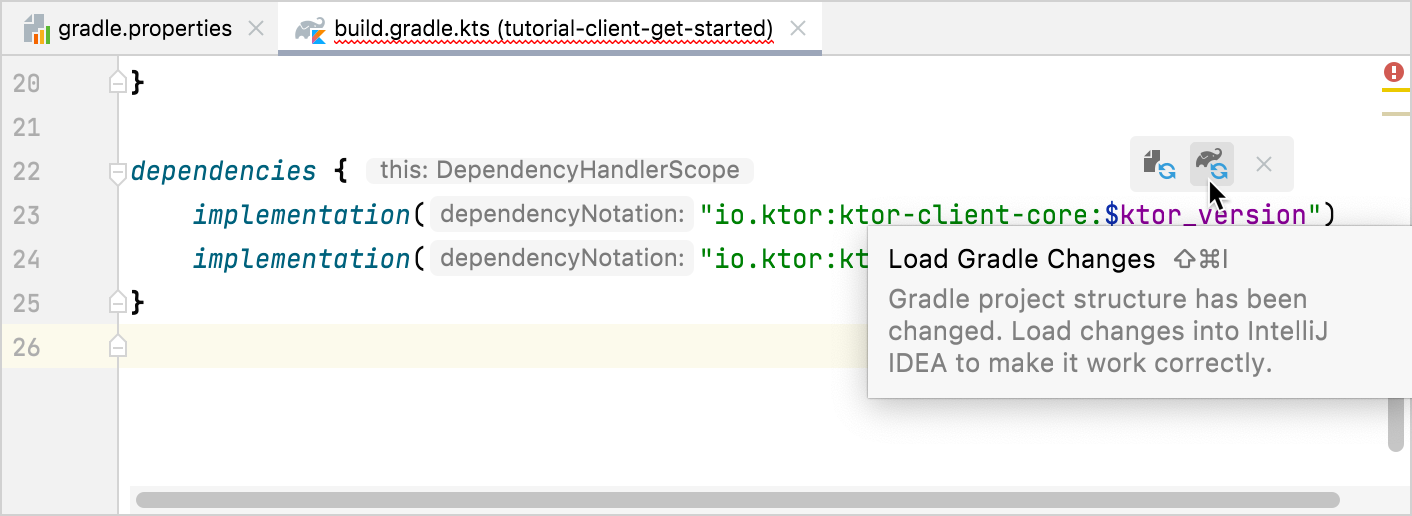 gradle.properties
build.gradle.kts (tutorial-client-get-started)
20 }
21
22 dependencies { this: DependencyHandlerScope
23 implementation( dependencyNotation: "io.ktor:ktor-client-core:$ktor_version")
24 implementation( dependencyNotation: "io.ktor:kt
25 }
26
Load Gradle Changes ⇧⌘I
Gradle project structure has been
changed. Load changes into IntelliJ
IDEA to make it work correctly.